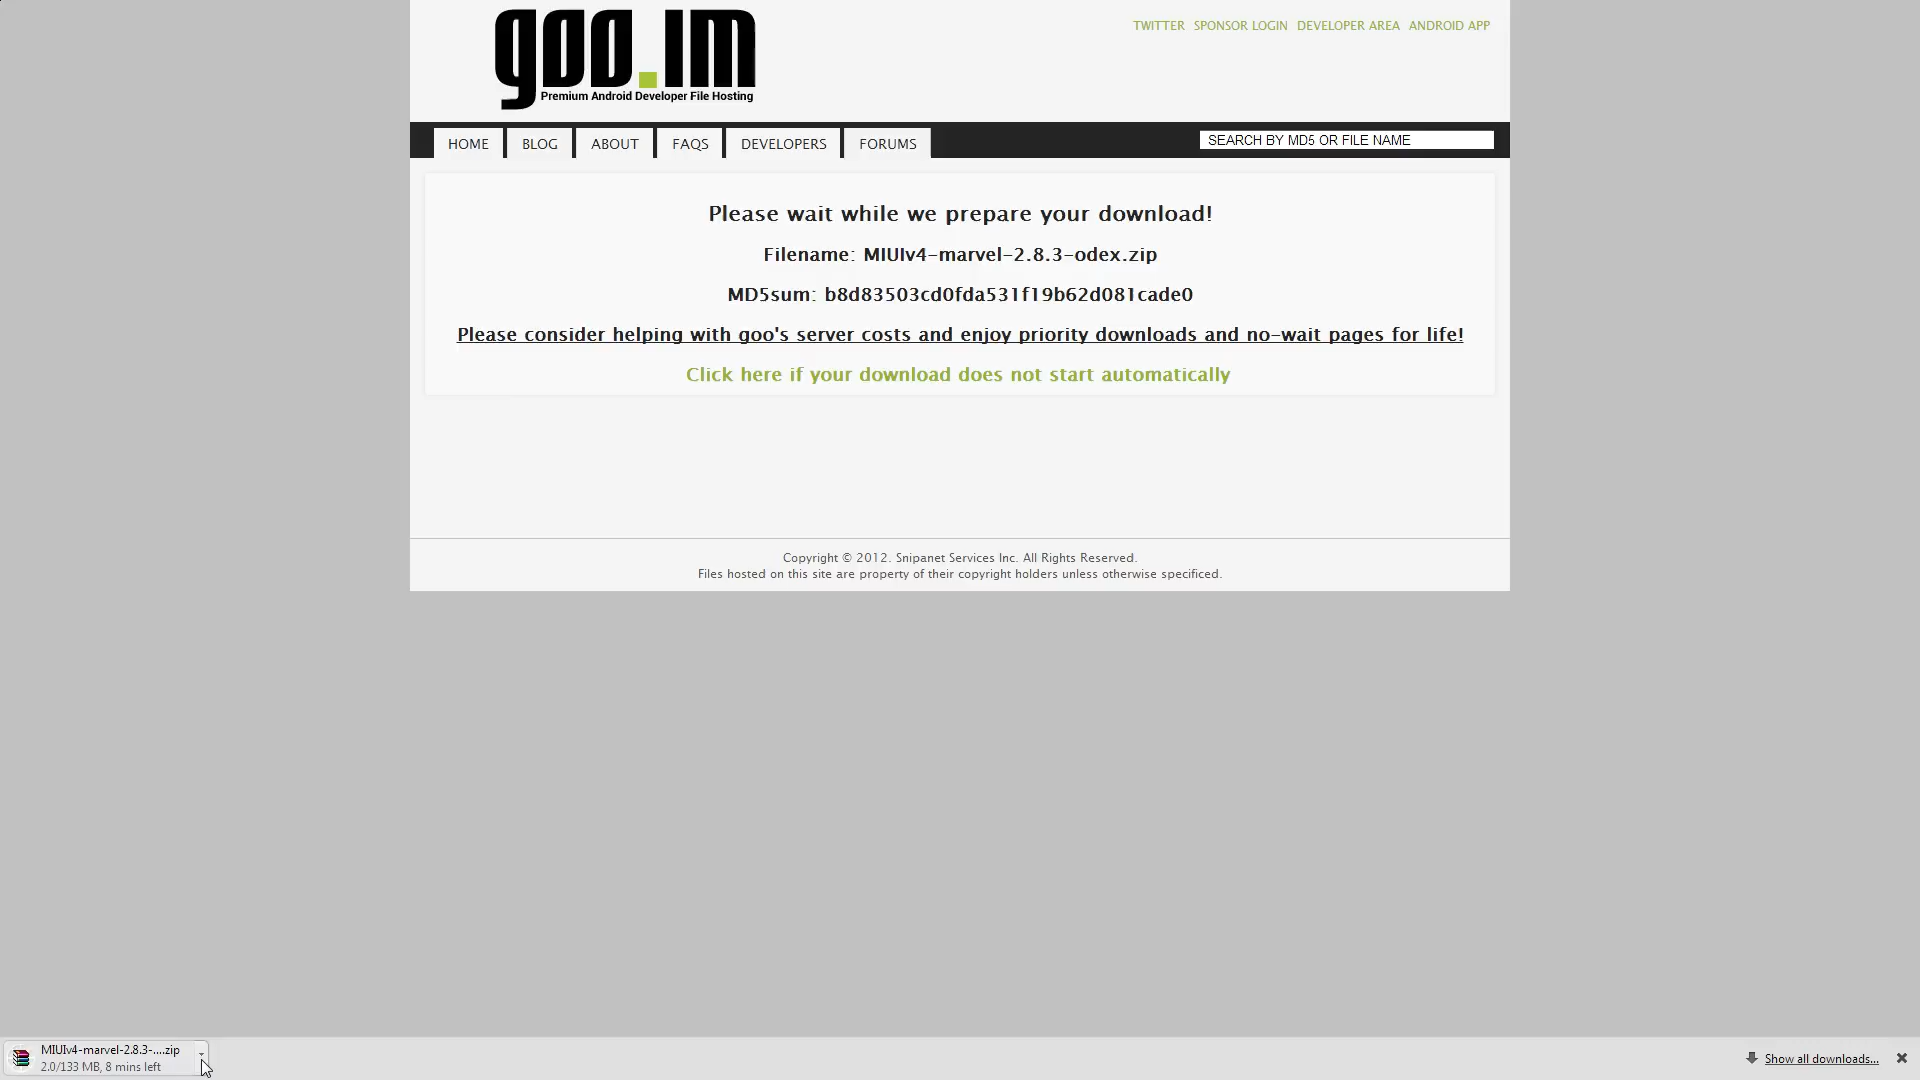 goo.im
Premium Android Developer File Hosting
TWITTER SPONSOR LOGIN DEVELOPER AREA ANDROID APP
HOME BLOG ABOUT FAQS DEVELOPERS FORUMS
SEARCH BY MD5 OR FILE NAME
Please wait while we prepare your download!
Filename: MIUIv4-marvel-2.8.3-odex.zip
MD5sum: b8d83503cd0fda531f19b62d081cade0
Please consider helping with goo's server costs and enjoy priority downloads and no-wait pages for life!
Click here if your download does not start automatically
Copyright © 2012. Snipanet Services Inc. All Rights Reserved.
Files hosted on this site are property of their copyright holders unless otherwise specificed.
MIUIv4-marvel-2.8.3-....zip
2.0/133 MB, 8 mins left
Show all downloads...